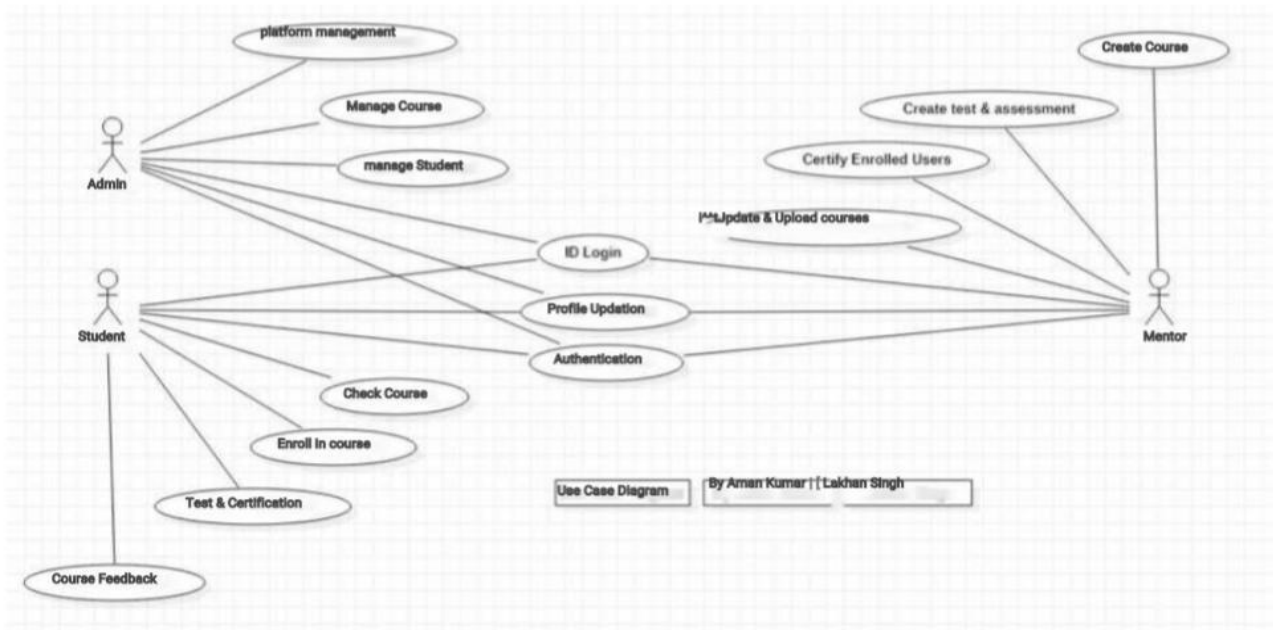 platform management
Create Course
Manage Course
Create test & assessment
Certify Enrolled Users
manage Student
Admin
Update & Upload courses
ID Login
Profile Updation
Student
Mentor
Authentication
Check Course
Enroll In course
Use Case Diagram
By Aman Kumar | [ Lakhan Singh
Test & Certification
Course Feedback